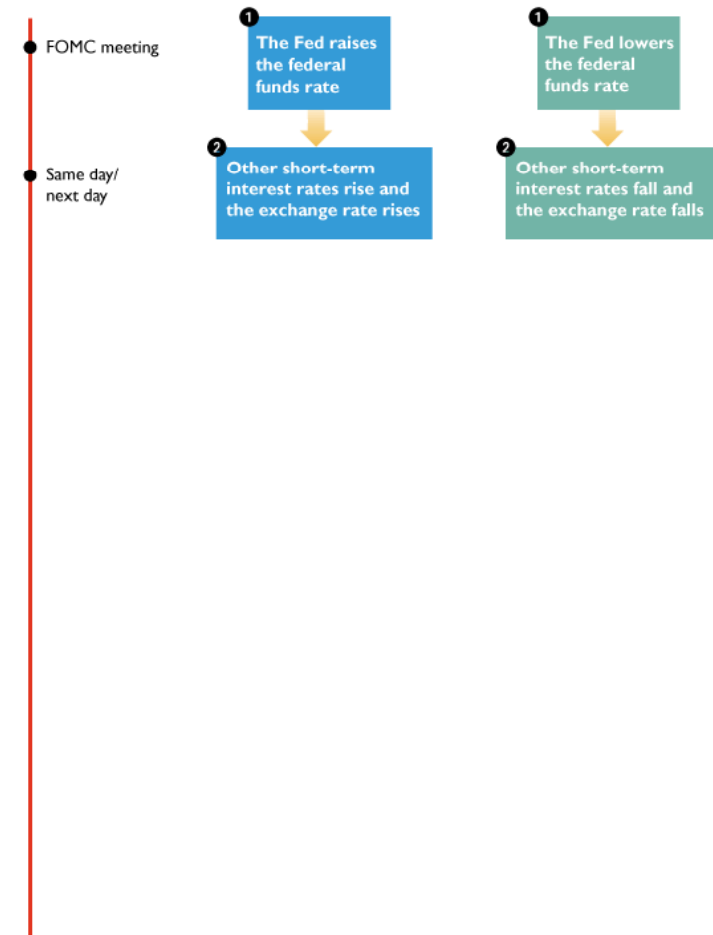 FOMC meeting
1
The Fed raises
the federal
funds rate
1
The Fed lowers
the federal
funds rate
Same day/
next day
2
Other short-term
interest rates rise and
the exchange rate rises
2
Other short-term
interest rates fall and
the exchange rate falls